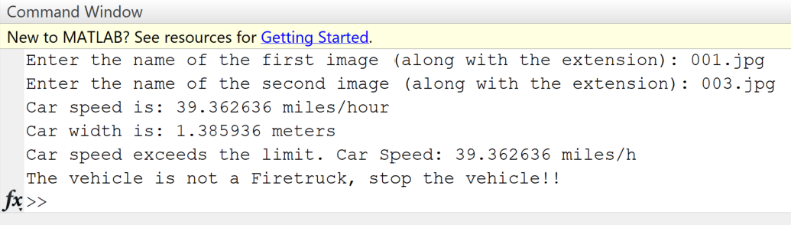 Command Window
New to MATLAB? See resources for Getting Started.
Enter the name of the first image (along with the extension): 001.jpg
Enter the name of the second image (along with the extension): 003.jpg
Car speed is: 39.362636 miles/hour
Car width is: 1.385936 meters
Car speed exceeds the limit. Car Speed: 39.362636 miles/h
The vehicle is not a Firetruck, stop the vehicle!!
fx >>